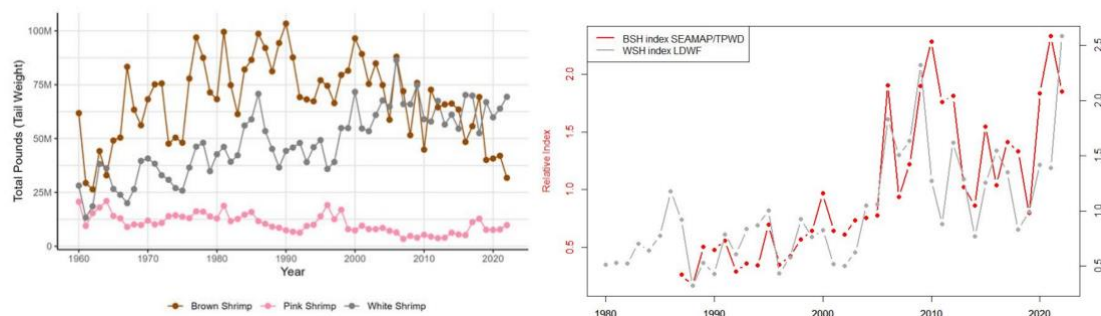 100M
75M
50M
25M
0
Total Pounds (Tail Weight)
1960 1970 1980 1990 2000 2010 2020
Year
Brown Shrimp Pink Shrimp White Shrimp
BSH index SEAMAP/TPWD
WSH index LDWF
2.0
1.5
1.0
0.5
Relative Index
2.5
2.0
1.5
1.0
0.5
1980 1990 2000 2010 2020